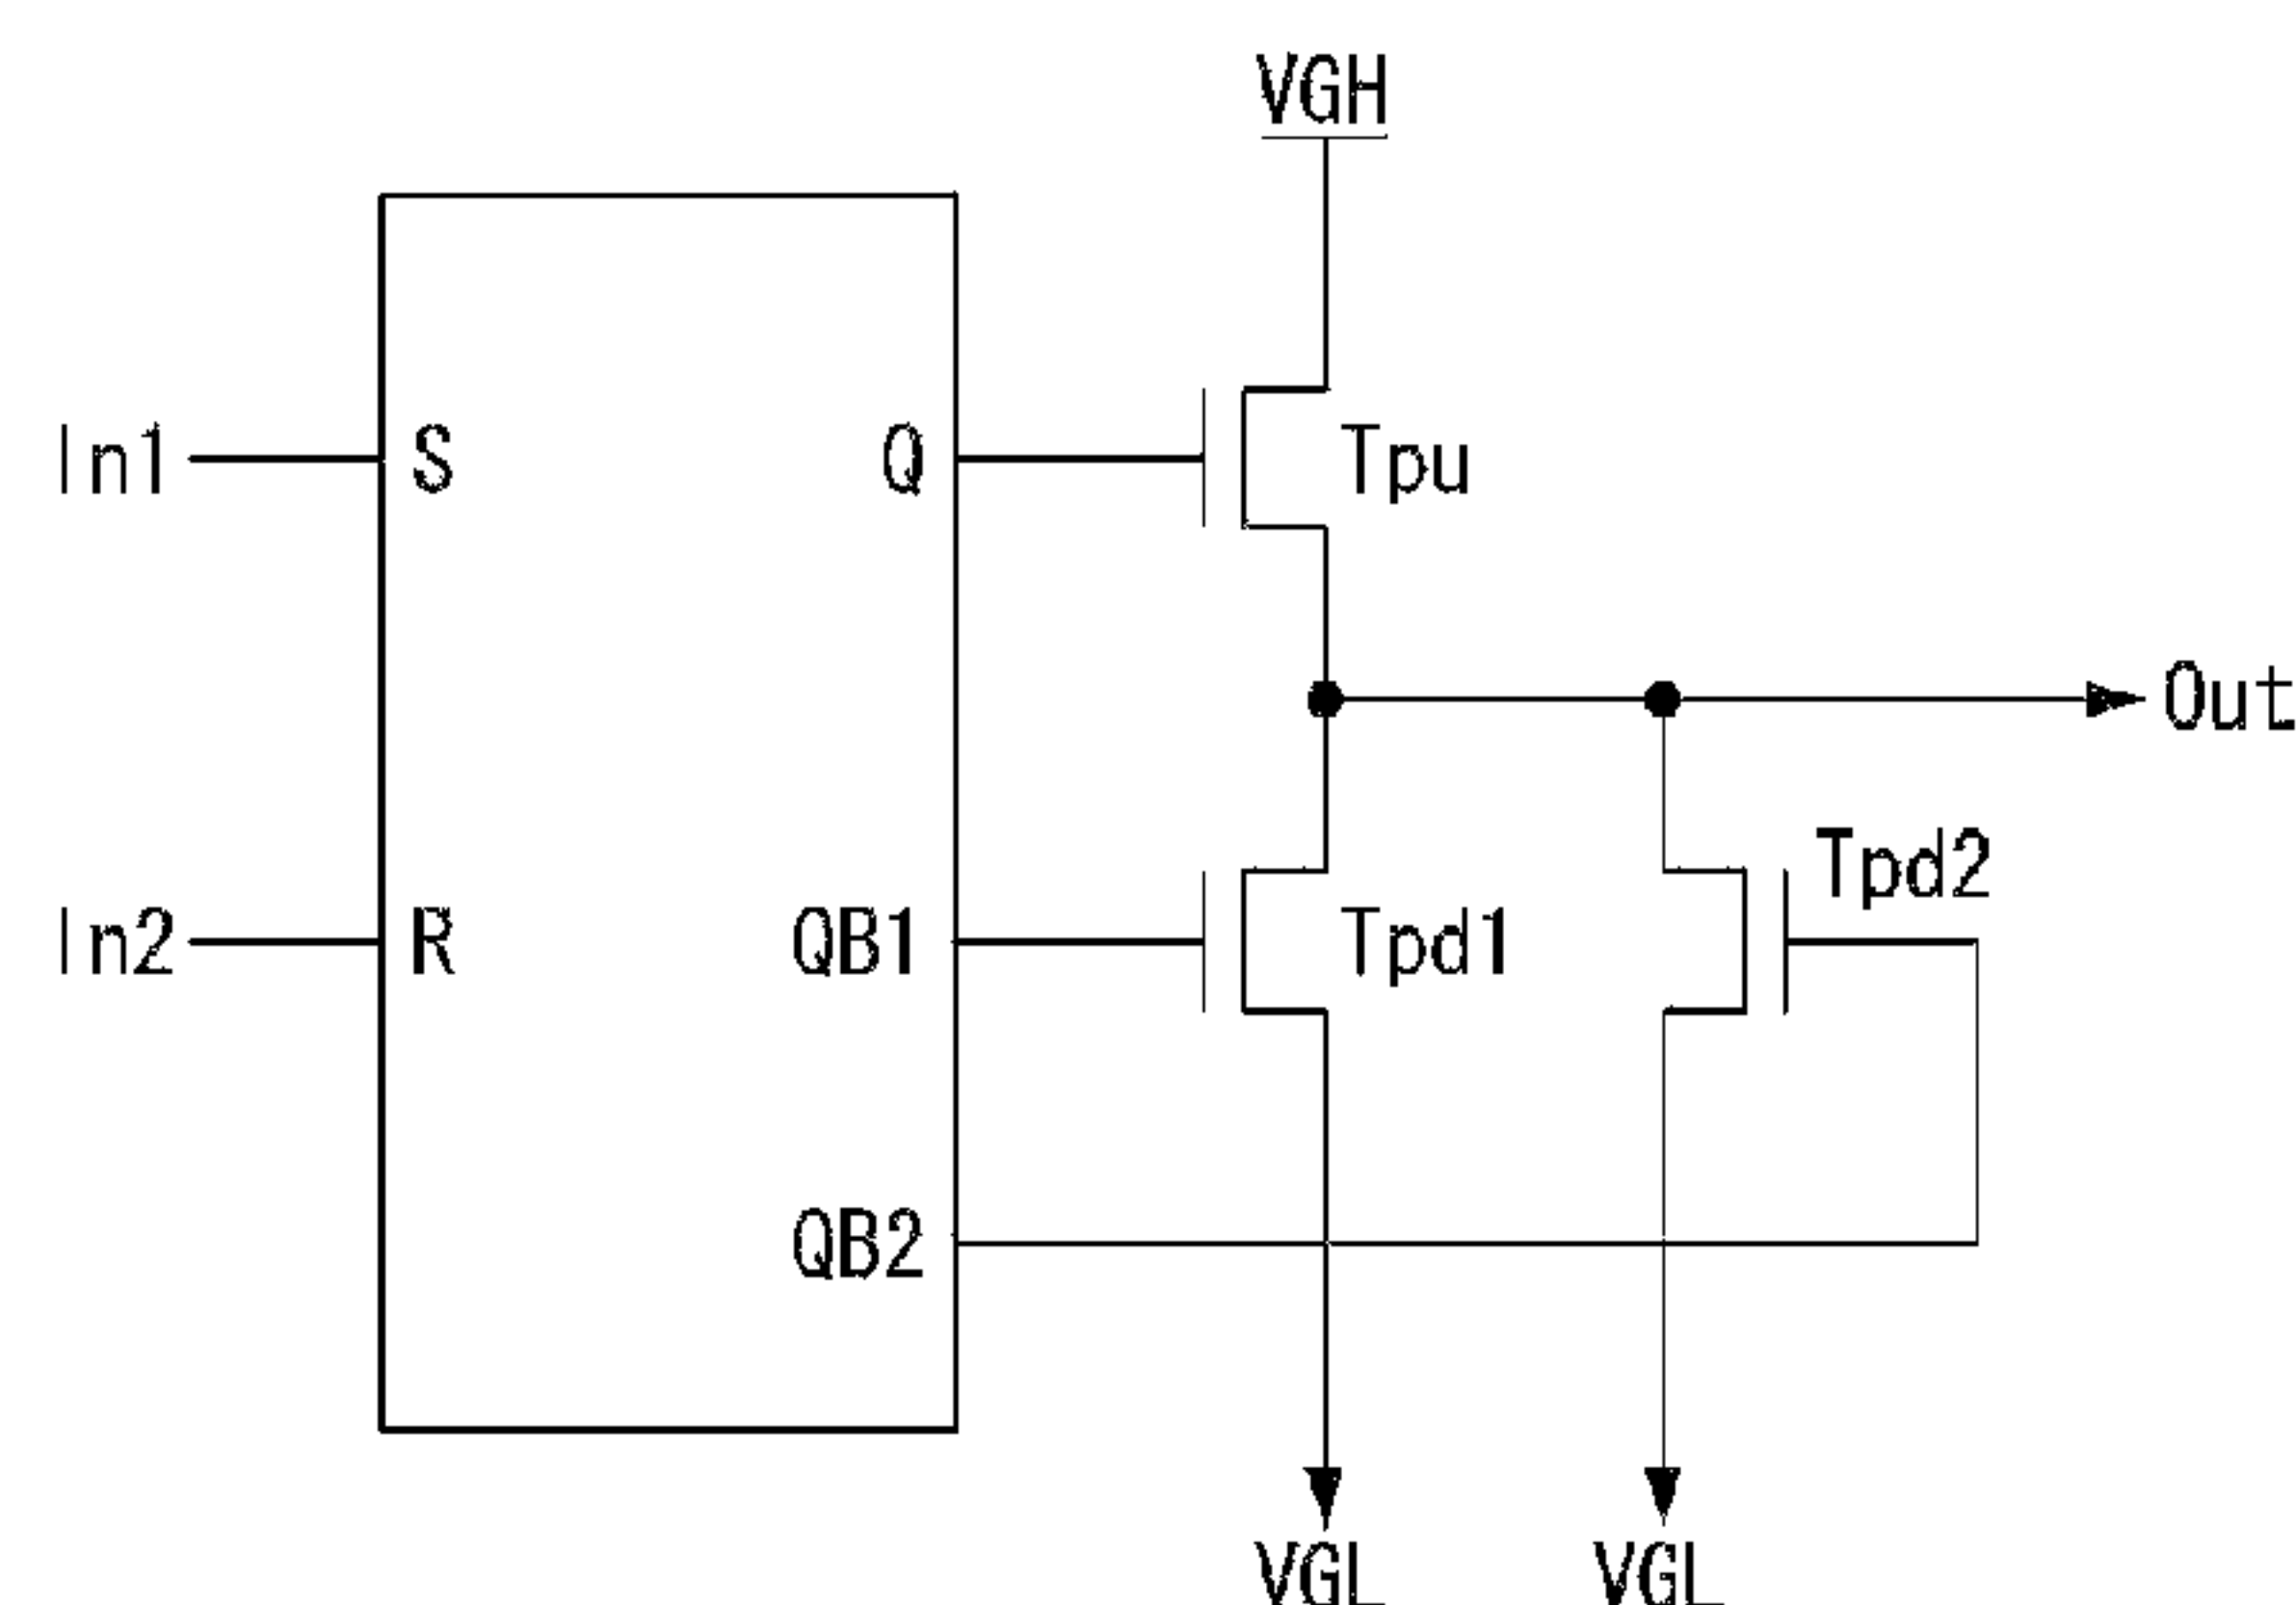 VGH
In1
S
Q
Tpu
Out
Tpd2
In2
R
QB1
Tpd1
QB2
VGL
VGL